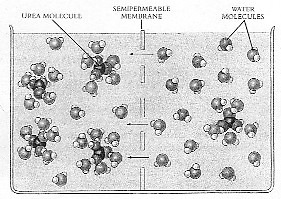 UREA MOLECULE
SEMIPERMEABLE
MEMBRANE
WATER
MOLECULES